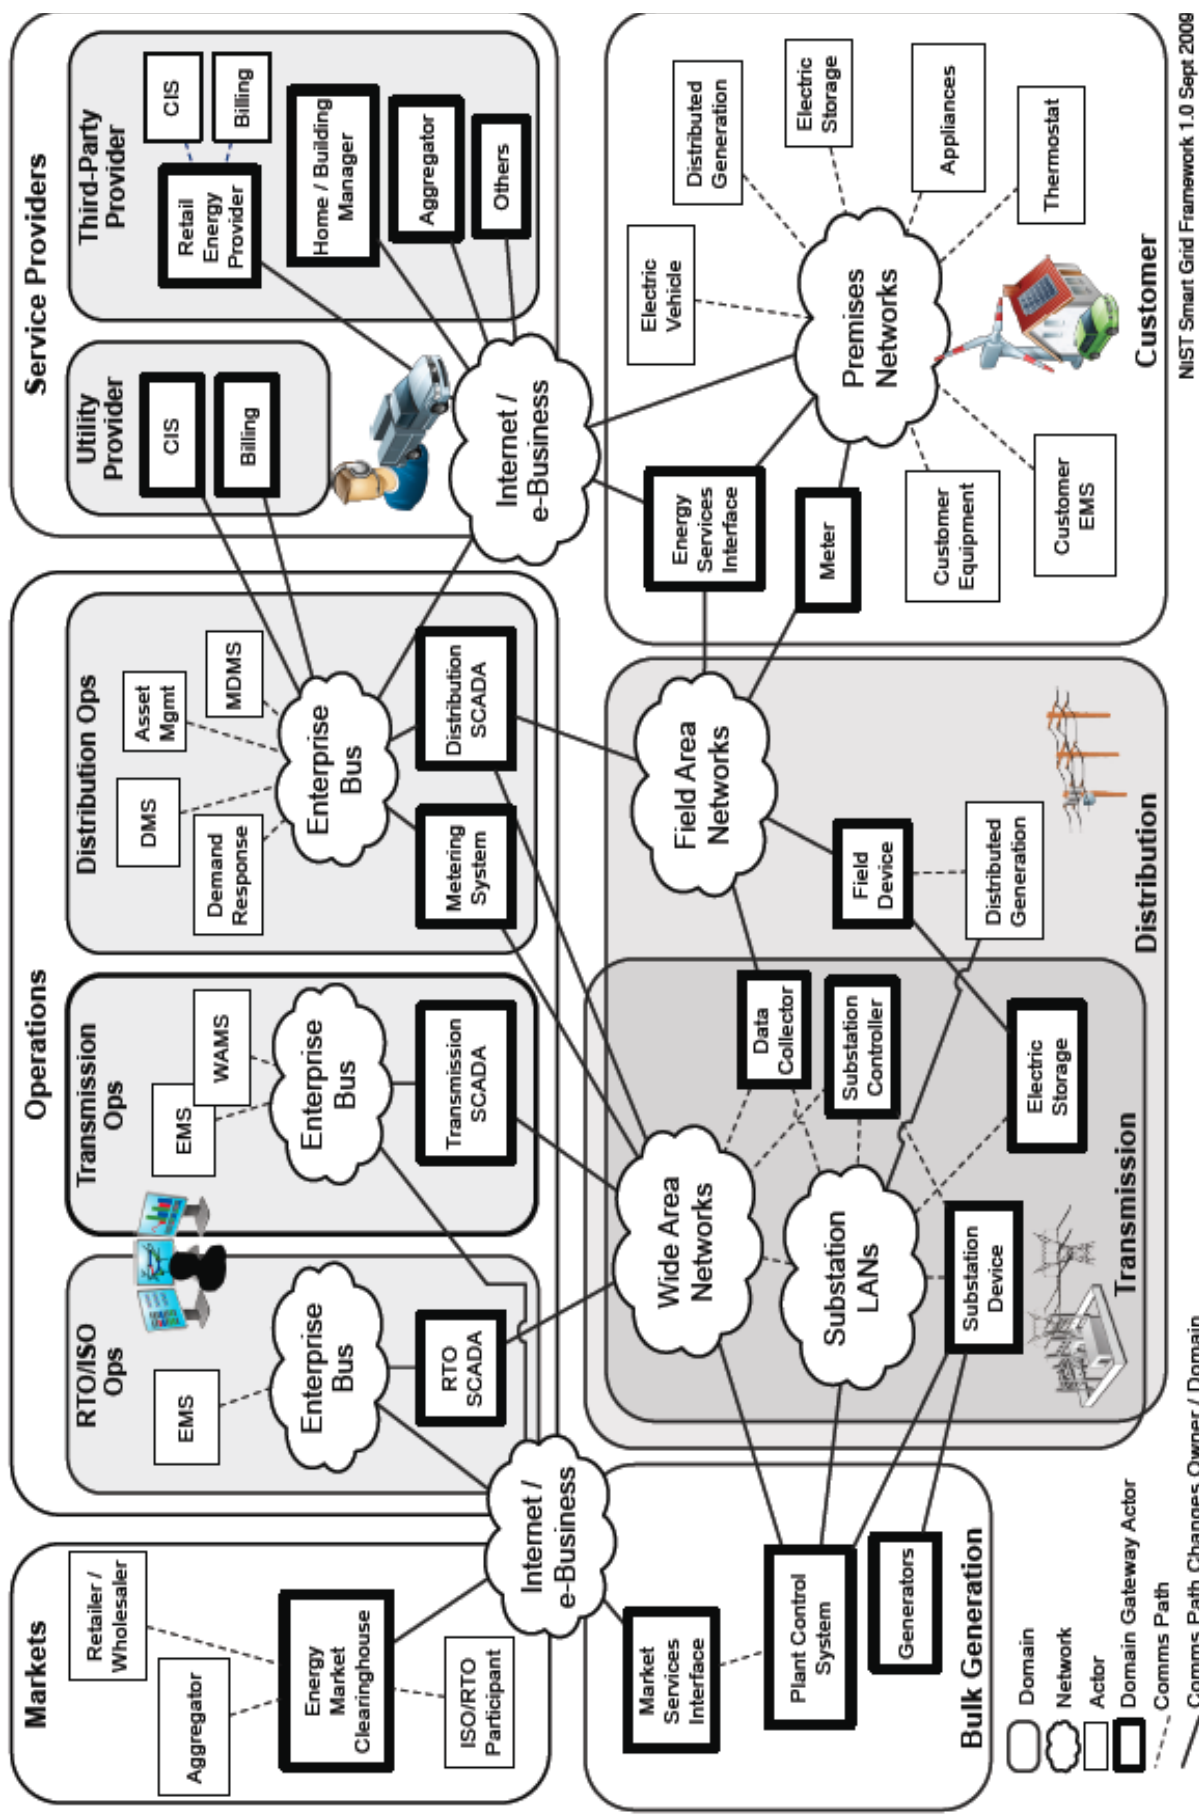 Markets
Retailer /
Wholesaler
Aggregator
Energy
Market
Clearinghouse
ISO/RTO
Participant
Internet /
e-Business
Operations
RTO/ISO
Ops
EMS
Enterprise
Bus
RTO
SCADA
Transmission
Ops
EMS
WAMS
Enterprise
Bus
Transmission
SCADA
Distribution Ops
DMS
Asset
Mgmt
Demand
Response
MDMS
Enterprise
Bus
Metering
System
Distribution
SCADA
Service Providers
Utility
Provider
CIS
Billing
Third-Party
Provider
CIS
Billing
Retail
Energy
Provider
Home / Building
Manager
Aggregator
Others
Internet /
e-Business
Market
Services
Interface
Plant Control
System
Generators
Bulk Generation
Wide Area
Networks
Substation
LANs
Substation
Device
Data
Collector
Substation
Controller
Electric
Storage
Transmission
Field Area
Networks
Field
Device
Distributed
Generation
Distribution
Energy
Services
Interface
Meter
Premises
Networks
Electric
Vehicle
Distributed
Generation
Electric
Storage
Appliances
Thermostat
Customer
Equipment
Customer
EMS
Customer
Domain
Network
Actor
Domain Gateway Actor
Comms Path
Comms Path Changes Owner / Domain
NIST Smart Grid Framework 1.0 Sept 2009